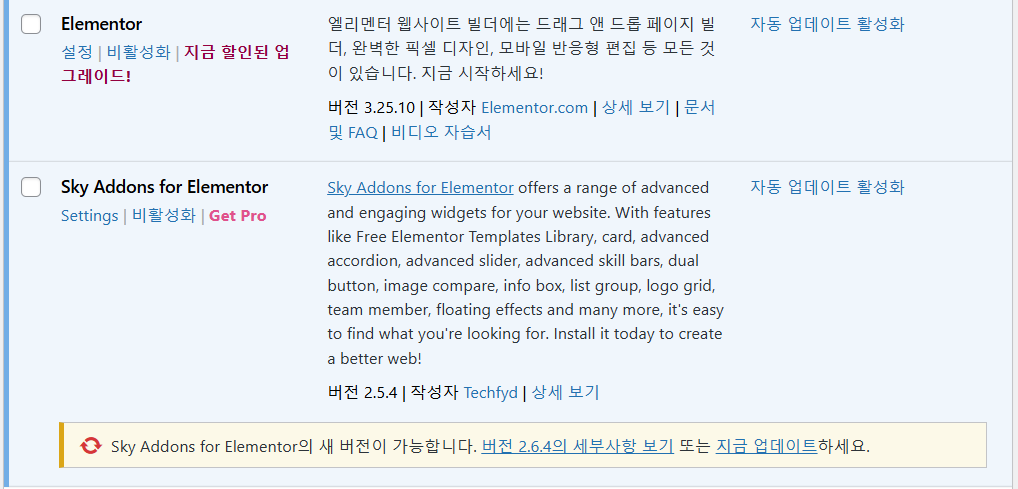 Elementor
설정 | 비활성화 | 지금 할인된 업
그레이드!
엘리멘터 웹사이트 빌더에는 드래그 앤 드롭 페이지 빌
더, 완벽한 픽셀 디자인, 모바일 반응형 편집 등 모든 것
이 있습니다. 지금 시작하세요!
버전 3.25.10 | 작성자 Elementor.com | 상세 보기 | 문서
및 FAQ | 비디오 자습서
자동 업데이트 활성화
Sky Addons for Elementor
Settings | 비활성화 | Get Pro
Sky Addons for Elementor offers a range of advanced
and engaging widgets for your website. With features
like Free Elementor Templates Library, card, advanced
accordion, advanced slider, advanced skill bars, dual
button, image compare, info box, list group, logo grid,
team member, floating effects and many more, it's easy
to find what you're looking for. Install it today to create
a better web!
버전 2.5.4 | 작성자 Techfyd | 상세 보기
자동 업데이트 활성화
Sky Addons for Elementor의 새 버전이 가능합니다. 버전 2.6.4의 세부사항 보기 또는 지금 업데이트하세요.